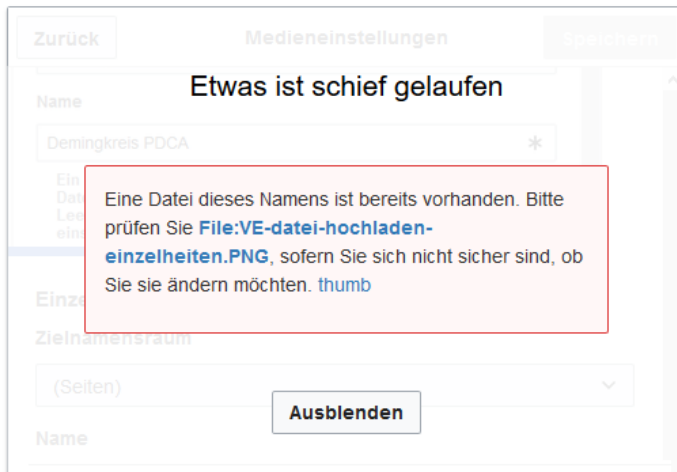 Zurück Medieneinstellungen Speichern
Etwas ist schief gelaufen
Name
Demingkreis PDCA *
Ein
Eine Datei dieses Namens ist bereits vorhanden. Bitte
prüfen Sie File:VE-datei-hochladen-
einzelheiten.PNG, sofern Sie sich nicht sicher sind, ob
Sie sie ändern möchten. thumb
Zielnamensraum
(Seiten)
Ausblenden
Name